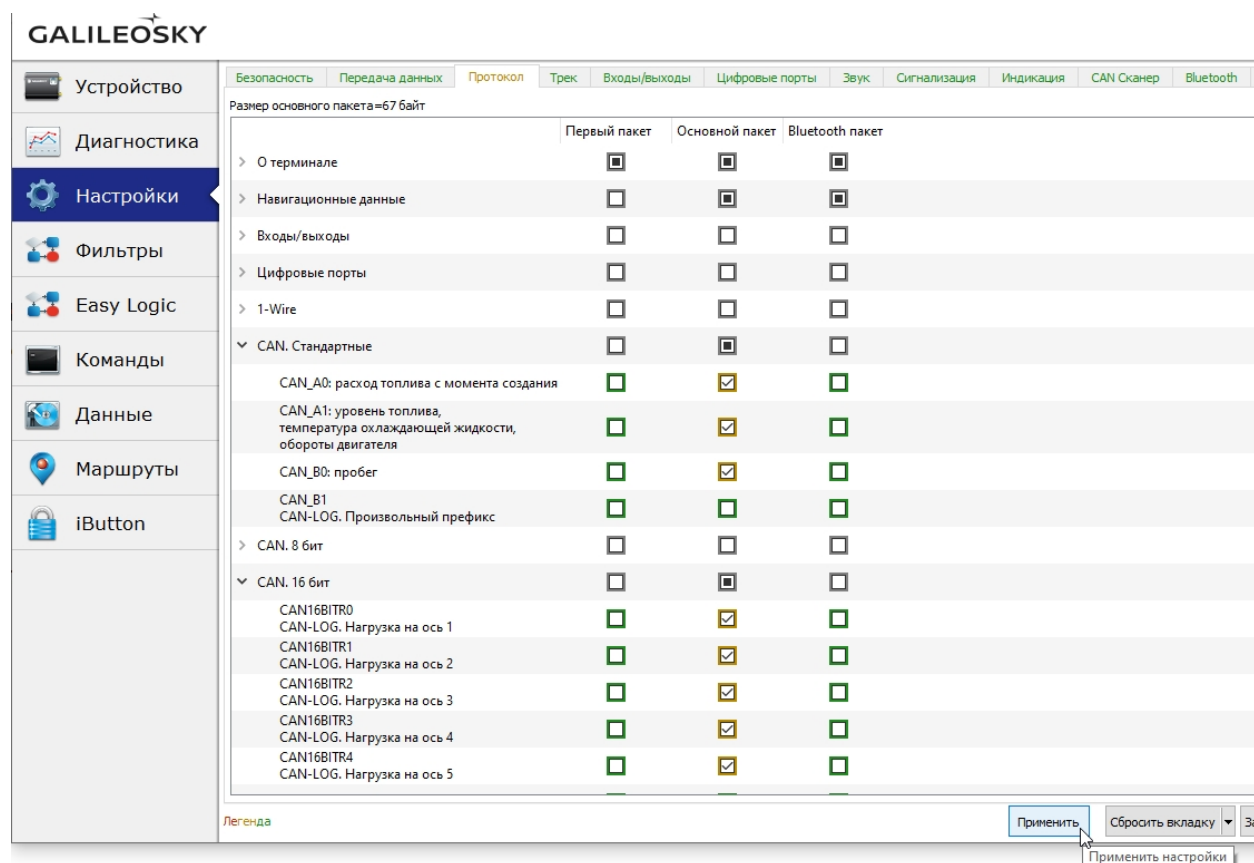 GALILEOSKY
Устройство
Диагностика
Настройки
Фильтры
Easy Logic
Команды
Данные
Маршруты
iButton
Безопасность Передача данных Протокол Трек Входы/выходы Цифровые порты Звук Сигнализация Индикация CAN Сканер Bluetooth
Размер основного пакета=67 байт
Первый пакет Основной пакет Bluetooth пакет
О терминале
Навигационные данные
Входы/выходы
Цифровые порты
1-Wire
CAN. Стандартные
CAN_A0: расход топлива с момента создания
CAN_A1: уровень топлива,
температура охлаждающей жидкости,
обороты двигателя
CAN_B0: пробег
CAN_B1
CAN-LOG. Произвольный префикс
CAN. 8 бит
CAN. 16 бит
CAN16BITR0
CAN-LOG. Нагрузка на ось 1
CAN16BITR1
CAN-LOG. Нагрузка на ось 2
CAN16BITR2
CAN-LOG. Нагрузка на ось 3
CAN16BITR3
CAN-LOG. Нагрузка на ось 4
CAN16BITR4
CAN-LOG. Нагрузка на ось 5
Легенда
Применить Сбросить вкладку
Применить настройки